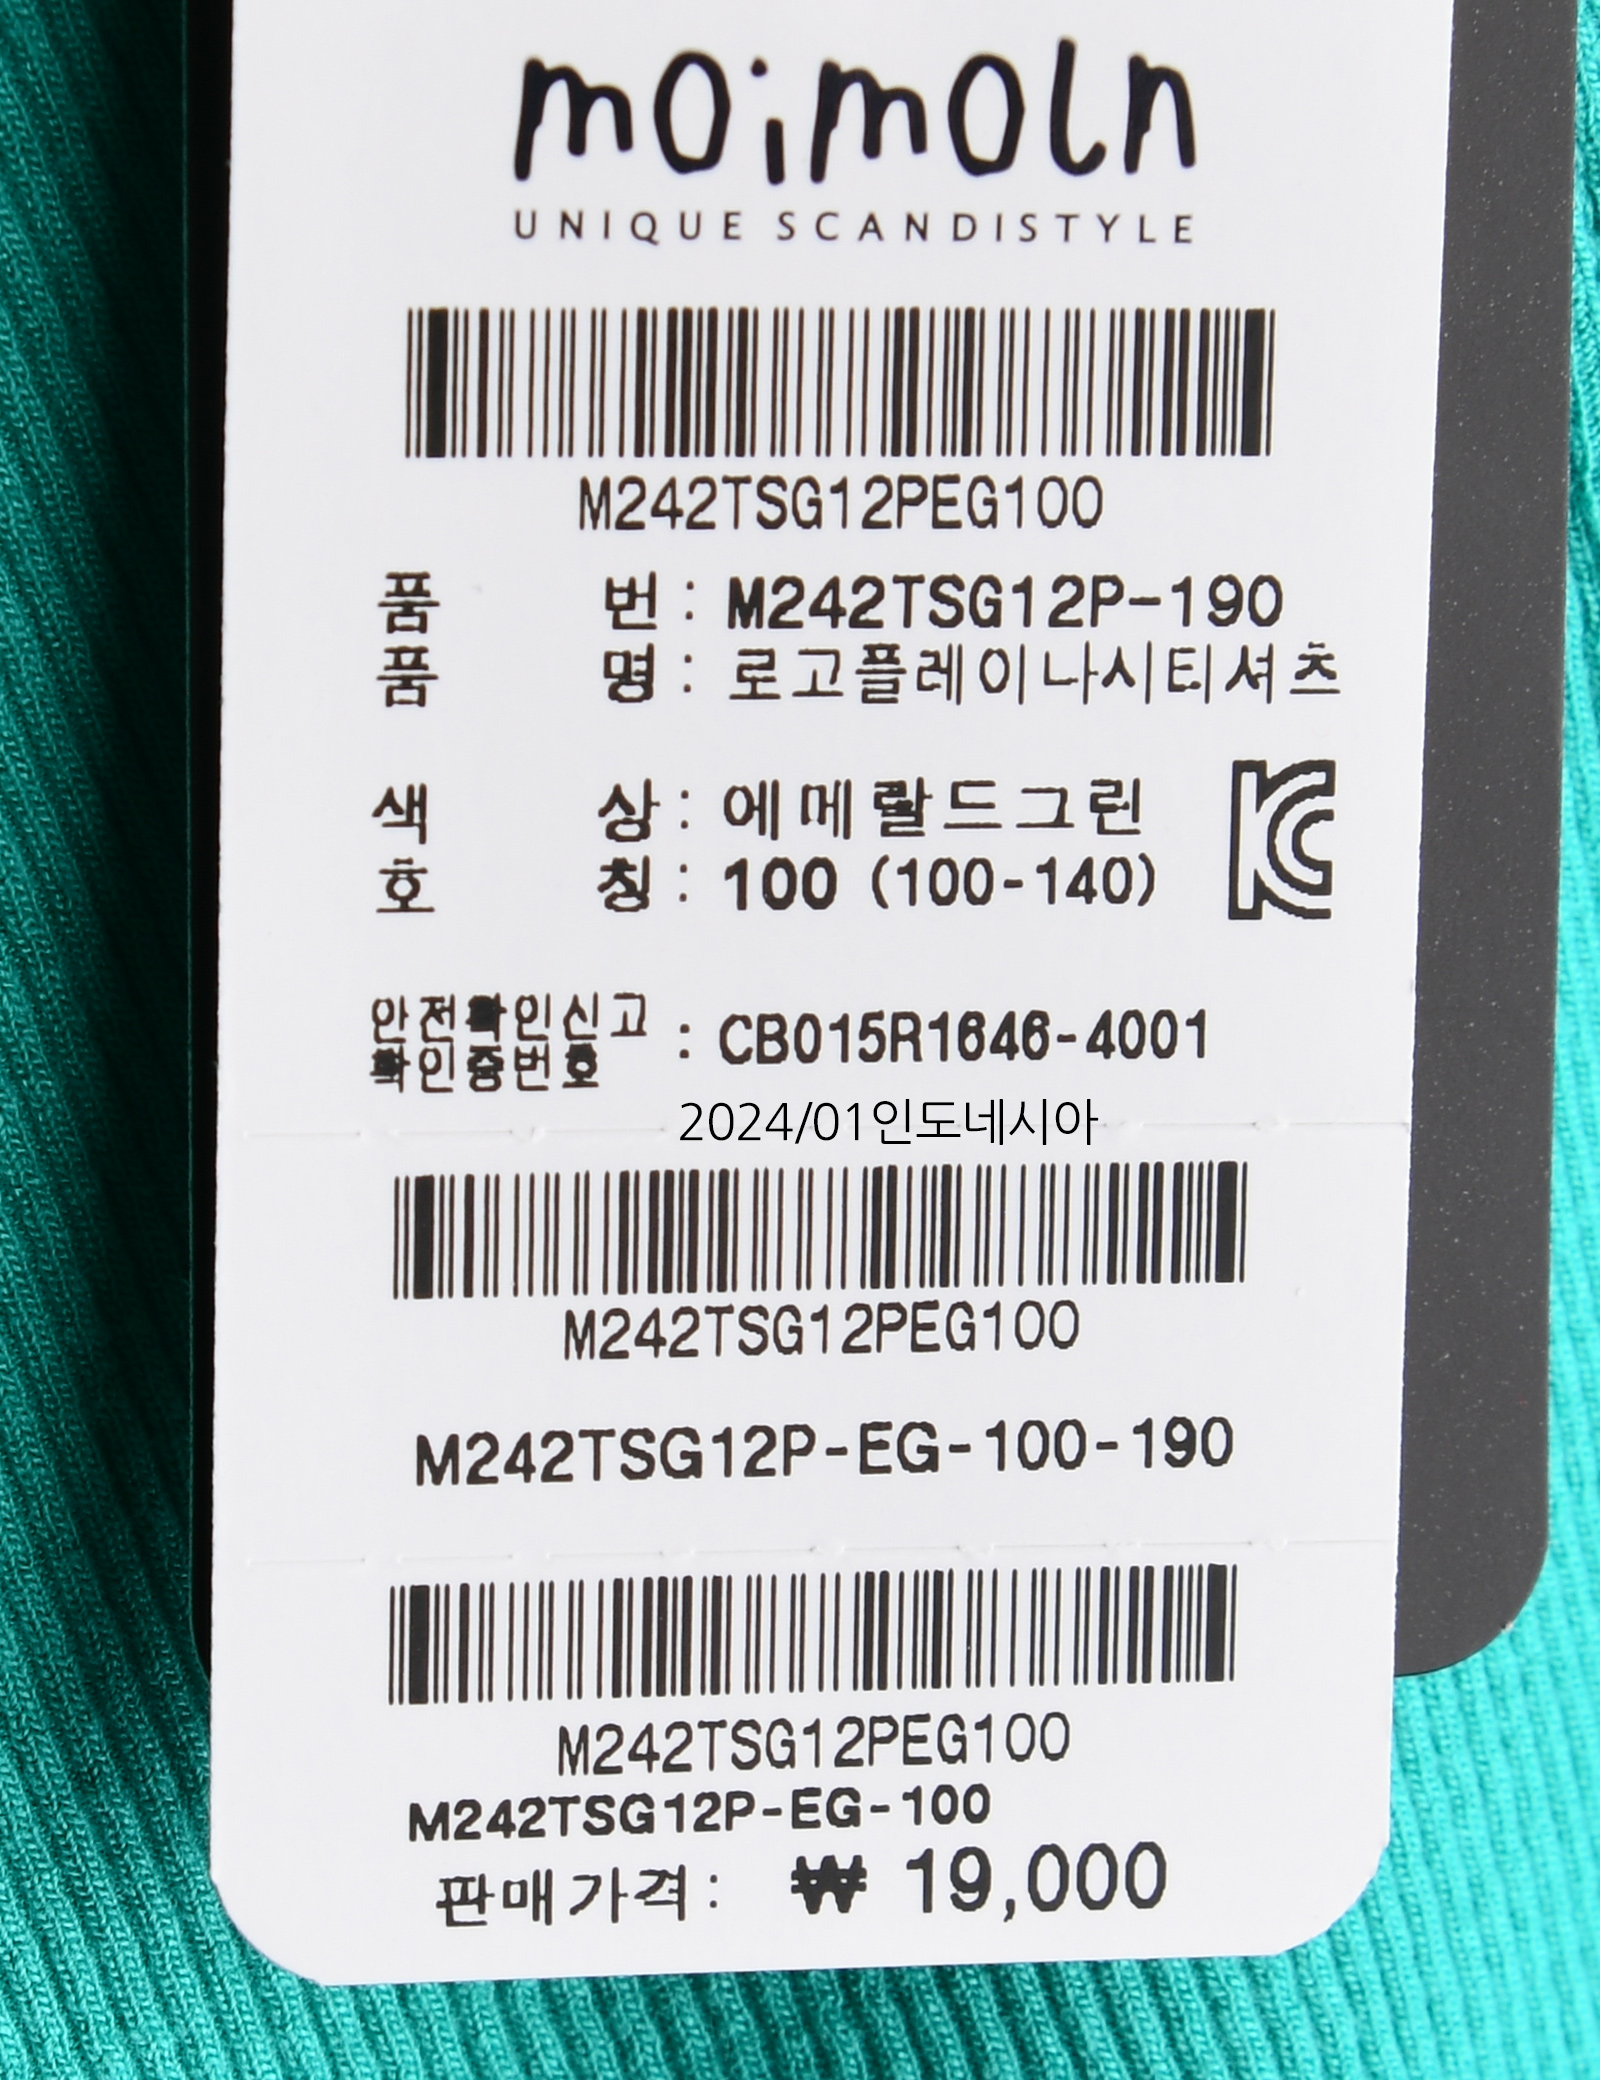 moimoln
UNIQUE SCANDISTYLE
M242TSG12PEG100
품 번 : M242TSG12P-190
품 명 : 로고플레이나시티셔츠
색 상 : 에메랄드그린
호 칭 : 100 (100-140)
안전확인신고
확인증번호 : CB015R1646-4001
2024/01인도네시아
M242TSG12PEG100
M242TSG12P-EG-100-190
M242TSG12PEG100
M242TSG12P-EG-100
판매가격: ₩ 19,000